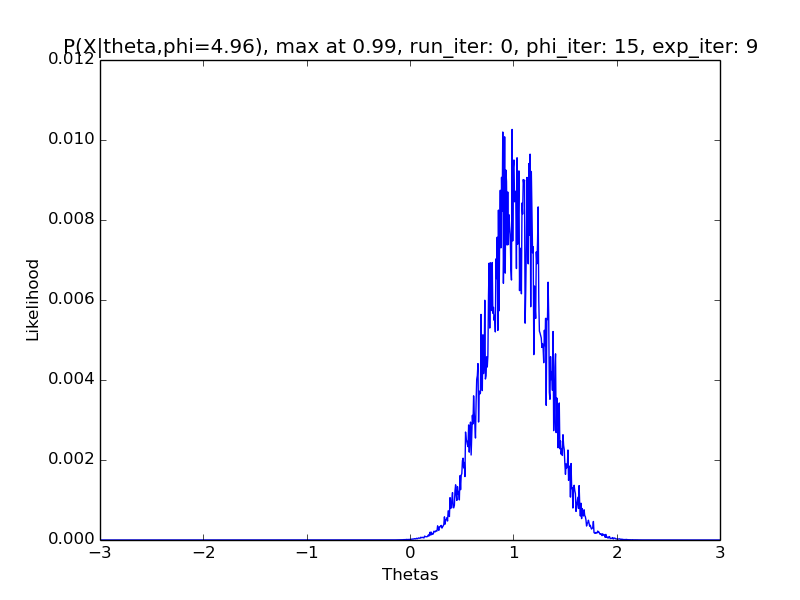 P(X|theta,phi=4.96), max at 0.99, run_iter: 0, phi_iter: 15, exp_iter: 9
0.012
0.010
0.008
0.006
0.004
0.002
0.000
Likelihood
−3 −2 −1 0 1 2 3
Thetas